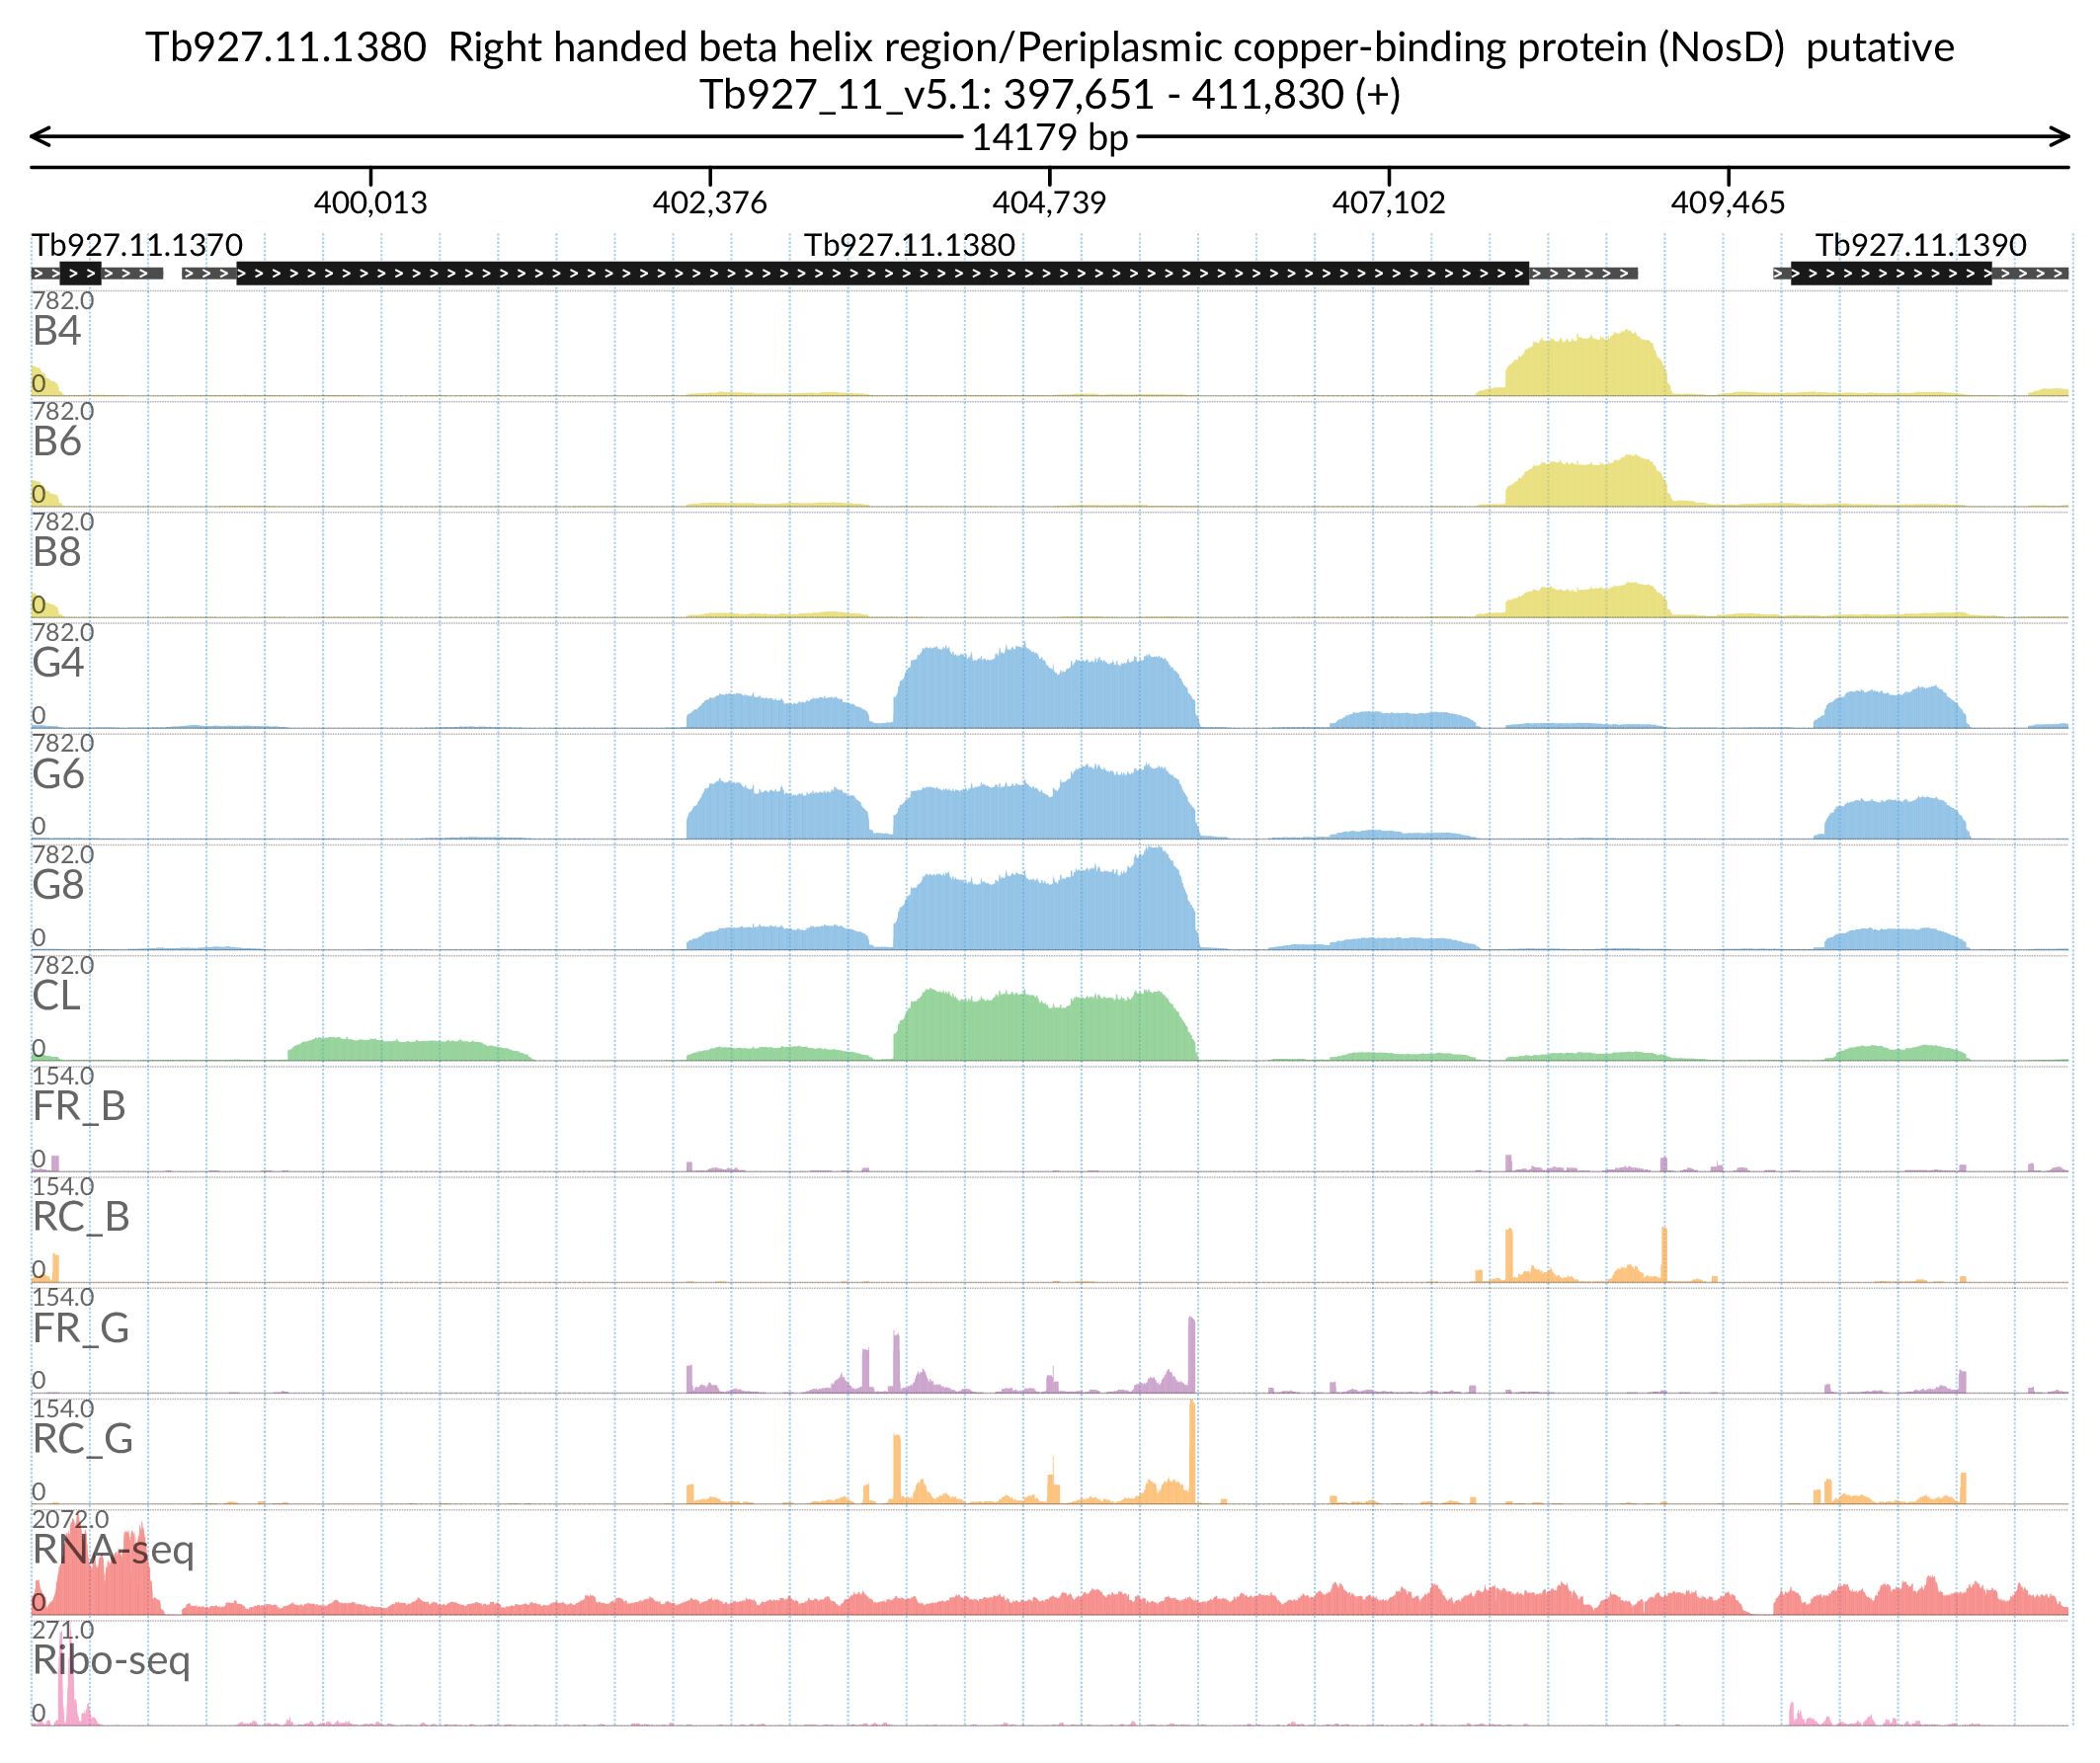 Tb927.11.1380  Right handed beta helix region/Periplasmic copper-binding protein (NosD)  putative
Tb927_11_v5.1: 397,651 - 411,830 (+)
14179 bp
400,013 402,376 404,739 407,102 409,465
Tb927.11.1370 Tb927.11.1380 Tb927.11.1390
782.0
B4
0
782.0
B6
0
782.0
B8
0
782.0
G4
0
782.0
G6
0
782.0
G8
0
782.0
CL
0
154.0
FR_B
0
154.0
RC_B
0
154.0
FR_G
0
154.0
RC_G
0
2072.0
RNA-seq
0
271.0
Ribo-seq
0